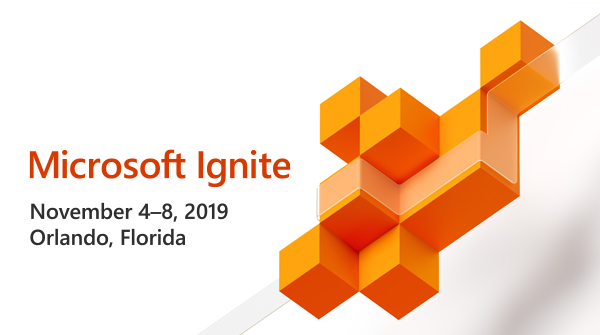 Microsoft Ignite
November 4–8, 2019
Orlando, Florida